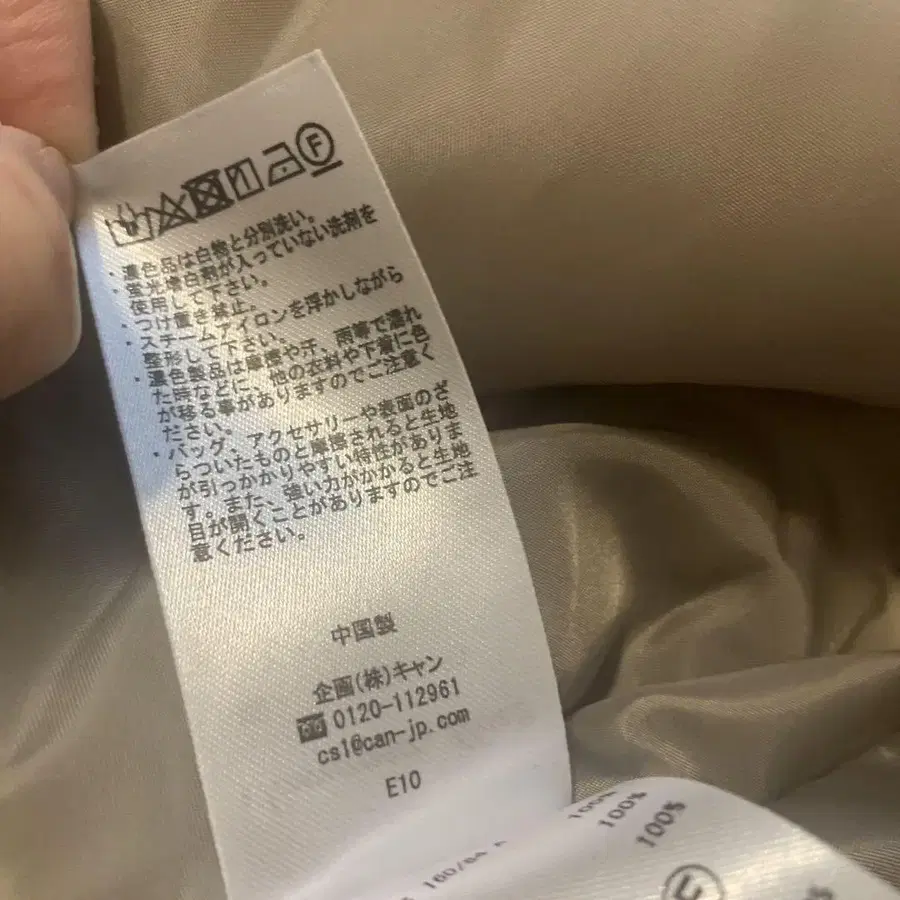 F
・濃色品は白物と分別洗い。
・蛍光増白剤が入っていない洗剤を
使用して下さい。
・つけ置き禁止。
・スチームアイロンを浮かしながら
整形して下さい。
・濃色製品は摩擦や汗、雨等で濡れ
た時などに、他の衣料や下着に色
が移る事がありますのでご注意く
ださい。
・バッグ、アクセサリーや表面のざ
らついたものと摩擦されると生地
が引っかかりやすい特性がありま
す。また、強い力がかかると生地
目が開くことがありますのでご注
意ください。
中国製
企画(株)キャン
0120-112961
cs1@can-jp.com
E10
160/84 A
100%
100%
100%